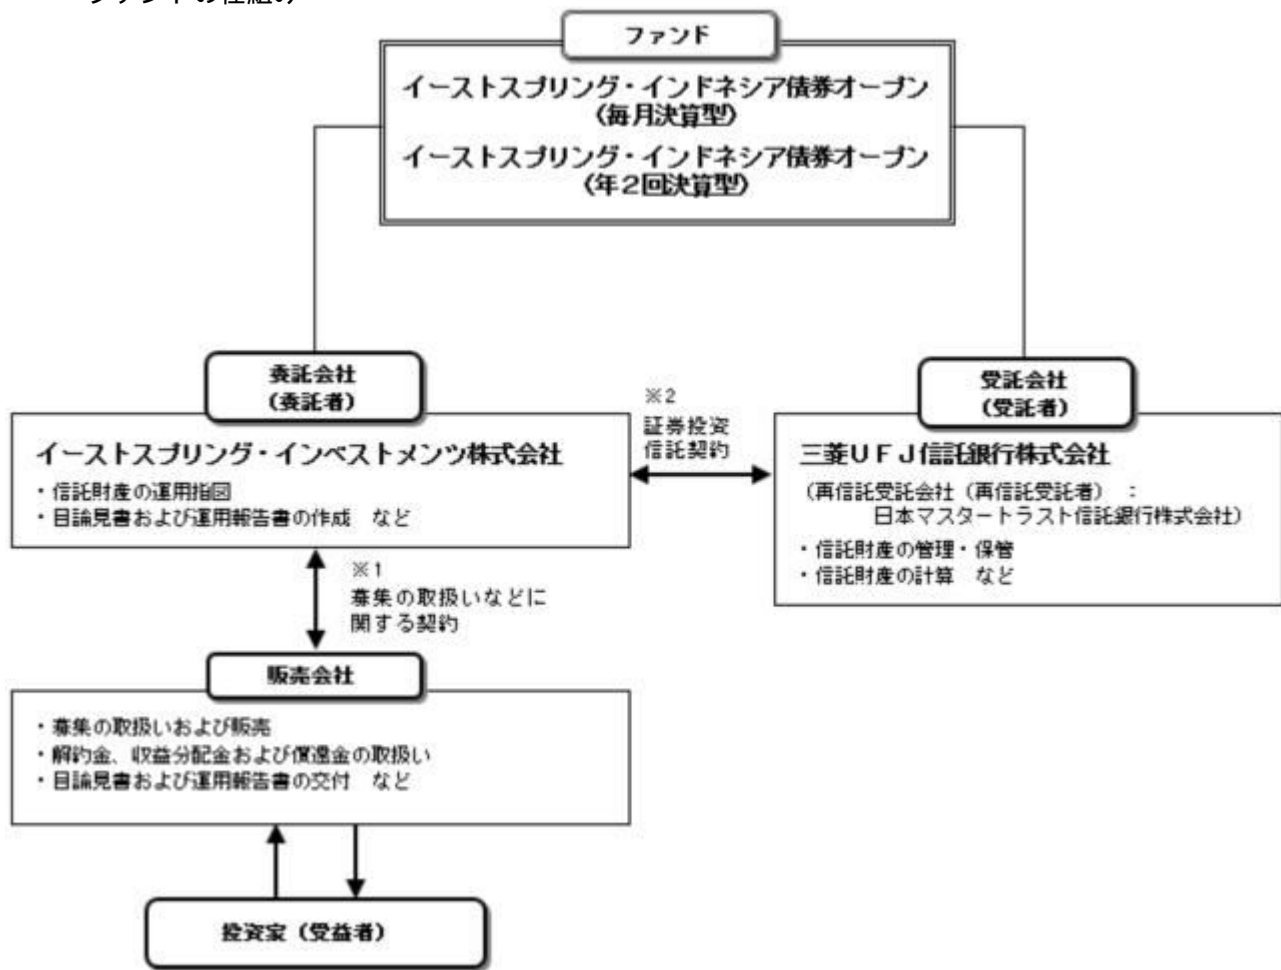 ファンドの仕組み
ファンド
イーストスプリング・インドネシア債券オープン
（毎月決算型）
イーストスプリング・インドネシア債券オープン
（年２回決算型）
委託会社
（委託者）
イーストスプリング・インベストメンツ株式会社
・信託財産の運用指図
・目論見書および運用報告書の作成　など
※2
証券投資
信託契約
受託会社
（受託者）
三菱ＵＦＪ信託銀行株式会社
（再信託受託会社（再信託受託者）　：
日本マスタートラスト信託銀行株式会社）
・信託財産の管理・保管
・信託財産の計算　など
※1
募集の取扱いなどに
関する契約
販売会社
・募集の取扱いおよび販売
・解約金、収益分配金および償還金の取扱い
・目論見書および運用報告書の交付　など
投資家（受益者）